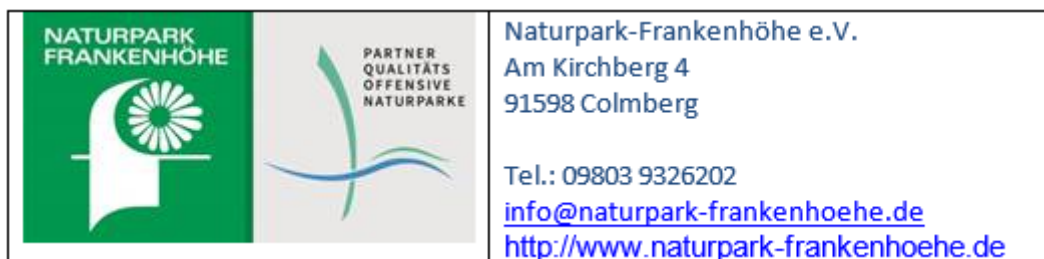 NATURPARK
FRANKENHÖHE
PARTNER
QUALITÄTS
OFFENSIVE
NATURPARKE
Naturpark-Frankenhöhe e.V.
Am Kirchberg 4
91598 Colmberg
Tel.: 09803 9326202
info@naturpark-frankenhoehe.de
http://www.naturpark-frankenhoehe.de